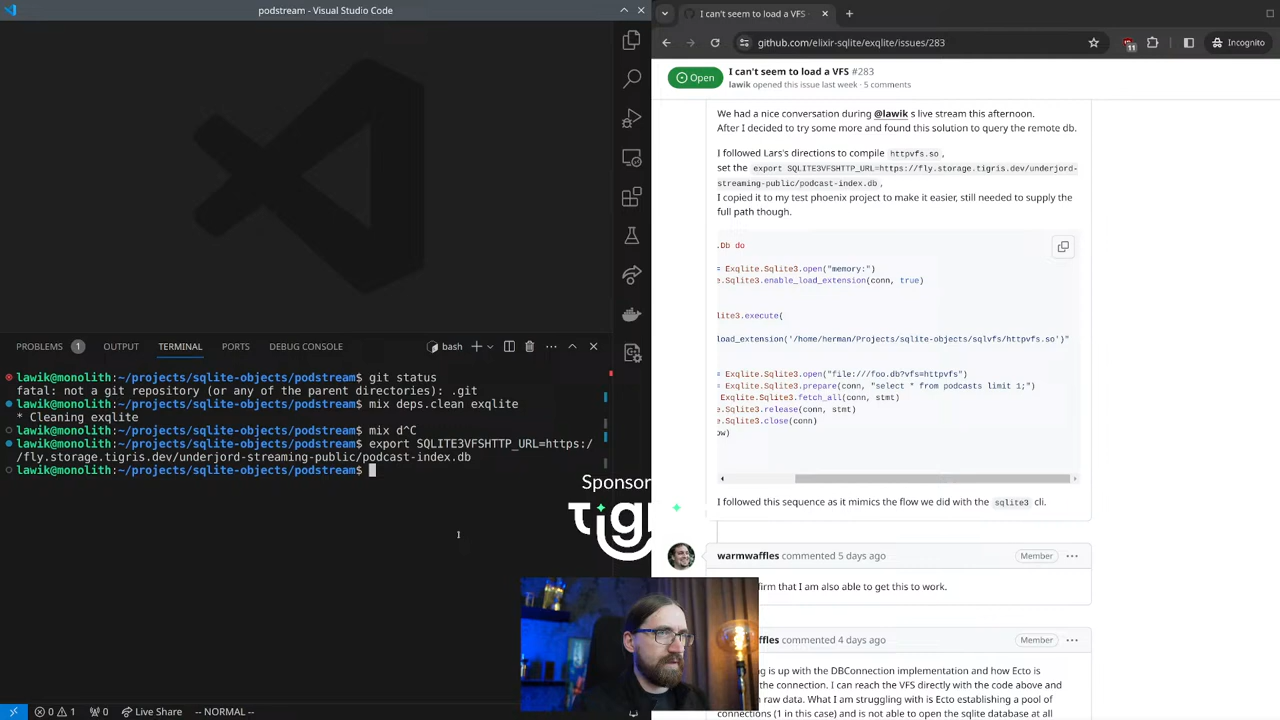 podstream - Visual Studio Code
PROBLEMS 1 OUTPUT TERMINAL PORTS DEBUG CONSOLE bash
lawik@monolith:~/projects/sqlite-objects/podstream$ git status
fatal: not a git repository (or any of the parent directories): .git
lawik@monolith:~/projects/sqlite-objects/podstream$ mix deps.clean exqlite
* Cleaning exqlite
lawik@monolith:~/projects/sqlite-objects/podstream$ mix d^C
lawik@monolith:~/projects/sqlite-objects/podstream$ export SQLITE3VFSHTTP_URL=https:/
/fly.storage.tigris.dev/underjord-streaming-public/podcast-index.db
lawik@monolith:~/projects/sqlite-objects/podstream$
Sponsor
tig
0 1 0 Live Share -- NORMAL --
I can't seem to load a VFS
github.com/elixir-sqlite/exqlite/issues/283
11
Incognito
Open
I can't seem to load a VFS #283
lawik opened this issue last week · 5 comments
We had a nice conversation during @lawik s live stream this afternoon.
After I decided to try some more and found this solution to query the remote db.
I followed Lars's directions to compile httpvfs.so ,
set the export SQLITE3VFSHTTP_URL=https://fly.storage.tigris.dev/underjord-
streaming-public/podcast-index.db ,
I copied it to my test phoenix project to make it easier, still needed to supply the
full path though.
.Db do
= Exqlite.Sqlite3.open("memory:")
e.Sqlite3.enable_load_extension(conn, true)
lite3.execute(
load_extension('/home/herman/Projects/sqlite-objects/sqlvfs/httpvfs.so')"
= Exqlite.Sqlite3.open("file:///foo.db?vfs=httpvfs")
= Exqlite.Sqlite3.prepare(conn, "select * from podcasts limit 1;")
Exqlite.Sqlite3.fetch_all(conn, stmt)
e.Sqlite3.release(conn, stmt)
e.Sqlite3.close(conn)
ow)
I followed this sequence as it mimics the flow we did with the sqlite3 cli.
warmwaffles commented 5 days ago Member
firm that I am also able to get this to work.
affles commented 4 days ago Member
ng is up with the DBConnection implementation and how Ecto is
the connection. I can reach the VFS directly with the code above and
raw data. What I am struggling with is Ecto establishing a pool of
connections (1 in this case) and is not able to open the sqlite database at all